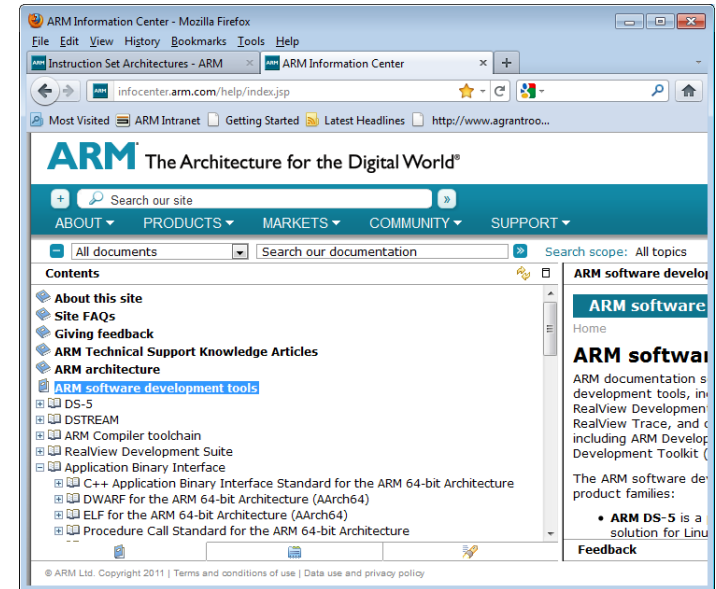 ARM Information Center - Mozilla Firefox
File Edit View History Bookmarks Tools Help
Instruction Set Architectures - ARM
ARM Information Center
infocenter.arm.com/help/index.jsp
Most Visited ARM Intranet Getting Started Latest Headlines http://www.agrantroo...
ARM The Architecture for the Digital World®
Search our site
ABOUT PRODUCTS MARKETS COMMUNITY SUPPORT
All documents Search our documentation Search scope: All topics
Contents
About this site
Site FAQs
Giving feedback
ARM Technical Support Knowledge Articles
ARM architecture
ARM software development tools
DS-5
DSTREAM
ARM Compiler toolchain
RealView Development Suite
Application Binary Interface
C++ Application Binary Interface Standard for the ARM 64-bit Architecture
DWARF for the ARM 64-bit Architecture (AArch64)
ELF for the ARM 64-bit Architecture (AArch64)
Procedure Call Standard for the ARM 64-bit Architecture
ARM software develop
ARM software
Home
ARM softwar
ARM documentation s
development tools, in
RealView Development
RealView Trace, and
including ARM Develop
Development Toolkit (
The ARM software de
product families:
• ARM DS-5 is a
solution for Linu
Feedback
© ARM Ltd. Copyright 2011 | Terms and conditions of use | Data use and privacy policy